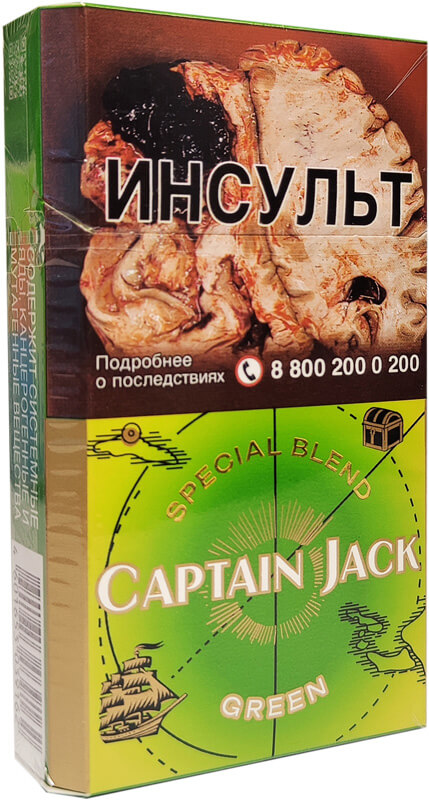 ИНСУЛЬТ
Подробнее
о последствиях
8 800 200 0 200
SPECIAL BLEND
CAPTAIN JACK
GREEN
СОДЕРЖИТ СИСТЕМНЫЕ
ЯДЫ, КАНЦЕРОГЕННЫЕ И
МУТАГЕННЫЕ ВЕЩЕСТВА